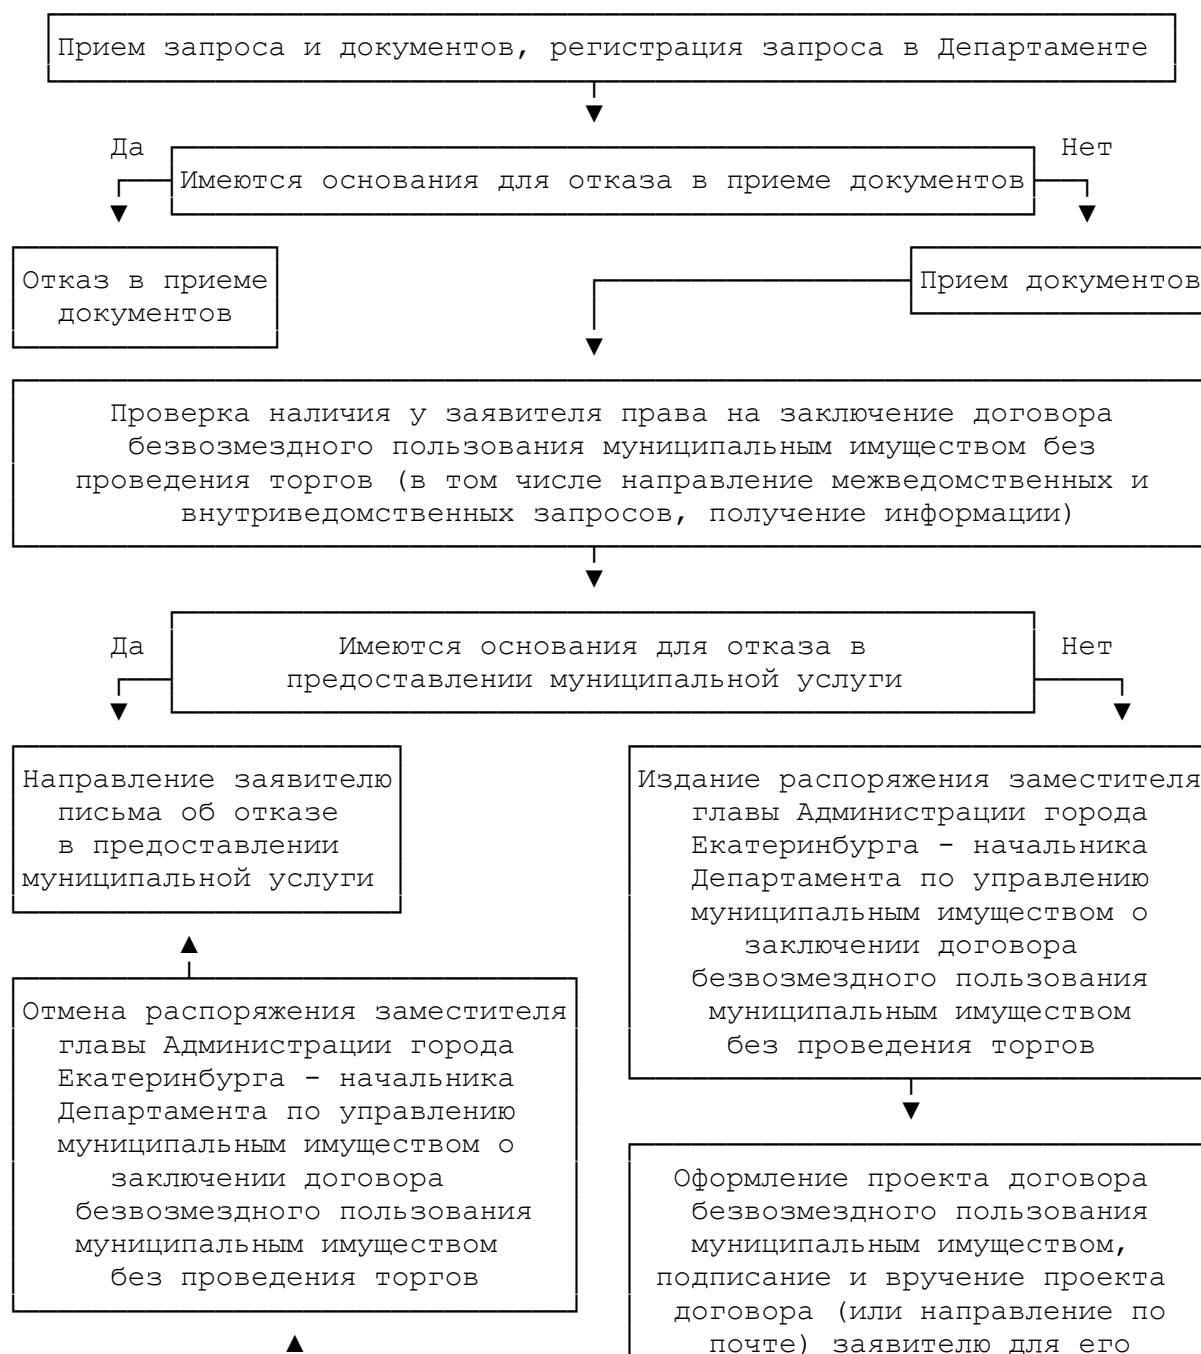 Прием запроса и документов, регистрация запроса в Департаменте
Да
Нет
Имеются основания для отказа в приеме документов
Отказ в приеме
документов
Прием документов
Проверка наличия у заявителя права на заключение договора
безвозмездного пользования муниципальным имуществом без
проведения торгов (в том числе направление межведомственных и
внутриведомственных запросов, получение информации)
Да
Нет
Имеются основания для отказа в
предоставлении муниципальной услуги
Направление заявителю
письма об отказе
в предоставлении
муниципальной услуги
Издание распоряжения заместителя
главы Администрации города
Екатеринбурга - начальника
Департамента по управлению
муниципальным имуществом о
заключении договора
безвозмездного пользования
муниципальным имуществом
без проведения торгов
Отмена распоряжения заместителя
главы Администрации города
Екатеринбурга - начальника
Департамента по управлению
муниципальным имуществом о
заключении договора
безвозмездного пользования
муниципальным имуществом
без проведения торгов
Оформление проекта договора
безвозмездного пользования
муниципальным имуществом,
подписание и вручение проекта
договора (или направление по
почте) заявителю для его